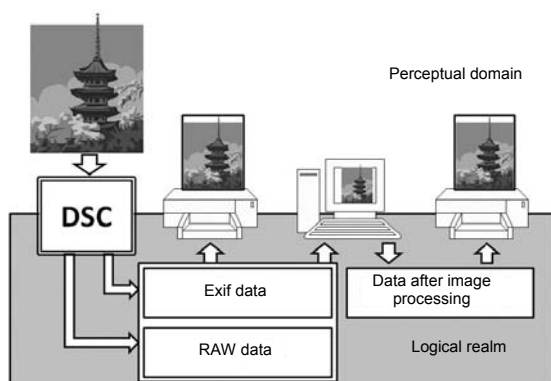 Perceptual domain
DSC
Exif data
Data after image
processing
RAW data
Logical realm